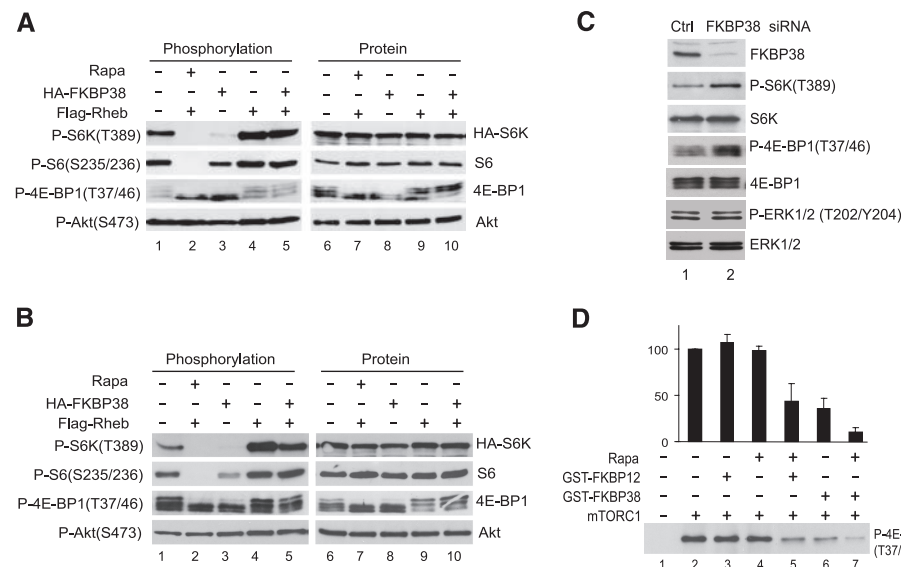 A
Phosphorylation Protein
Rapa - + - - - - + - - -
HA-FKBP38 - - + - + - - + - +
Flag-Rheb - + - + + - + - + +
P-S6K(T389) HA-S6K
P-S6(S235/236) S6
P-4E-BP1(T37/46) 4E-BP1
P-Akt(S473) Akt
1 2 3 4 5 6 7 8 9 10
B
Phosphorylation Protein
Rapa - + - - - - + - - -
HA-FKBP38 - - + - + - - + - +
Flag-Rheb - + - + + - + - + +
P-S6K(T389) HA-S6K
P-S6(S235/236) S6
P-4E-BP1(T37/46) 4E-BP1
P-Akt(S473) Akt
1 2 3 4 5 6 7 8 9 10
C
Ctrl FKBP38 siRNA
FKBP38
P-S6K(T389)
S6K
P-4E-BP1(T37/46)
4E-BP1
P-ERK1/2 (T202/Y204)
ERK1/2
1 2
D
100
50
0
Rapa - - - + + - +
GST-FKBP12 - - + - + - -
GST-FKBP38 - - - - - + +
mTORC1 - + + + + + +
P-4E-
(T37/
1 2 3 4 5 6 7